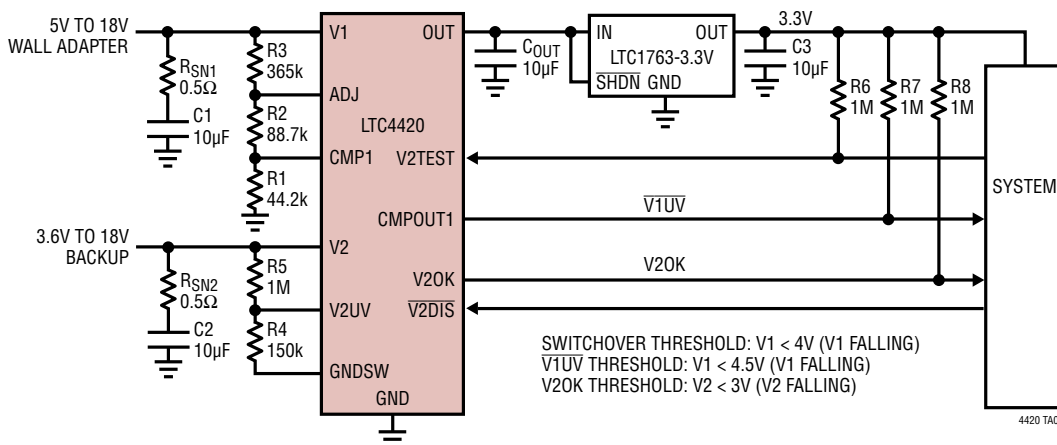 5V TO 18V
WALL ADAPTER
RSN1
0.5Ω
C1
10µF
R3
365k
R2
88.7k
R1
44.2k
V1
ADJ
LTC4420
CMP1
OUT
V2TEST
CMPOUT1
V2OK
V2DIS
COUT
10µF
IN
OUT
LTC1763-3.3V
SHDN GND
3.3V
C3
10µF
R6
1M
R7
1M
R8
1M
SYSTEM
V1UV
V2OK
3.6V TO 18V
BACKUP
RSN2
0.5Ω
C2
10µF
R5
1M
R4
150k
V2
V2UV
GNDSW
GND
SWITCHOVER THRESHOLD: V1 < 4V (V1 FALLING)
V1UV THRESHOLD: V1 < 4.5V (V1 FALLING)
V2OK THRESHOLD: V2 < 3V (V2 FALLING)